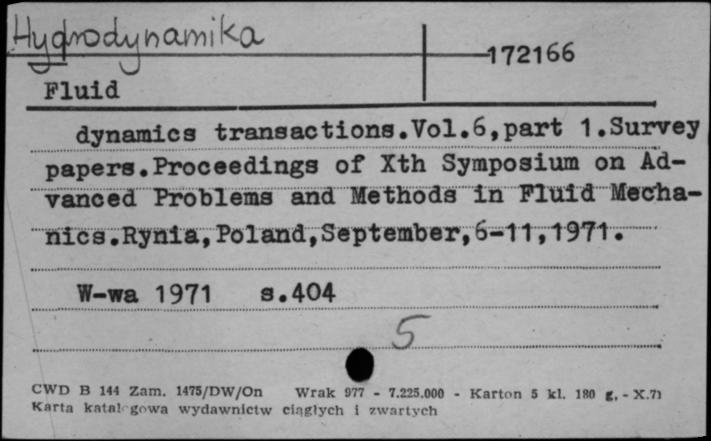 Hydrodynamika
172166
Fluid
dynamics transactions.Vol.6,part 1.Survey
papers.Proceedings of Xth Symposium on Ad-
vanced Problems and Methods in Fluid Mecha-
nics.Rynia,Poland,September,6-11,1971.
W-wa 1971 s.404
5
CWD B 144 Zam. 1475/DW/On Wrak 977 - 7.225.000 - Karton 5 kl. 180 g, - X.71
Karta katalogowa wydawnictw ciągłych i zwartych